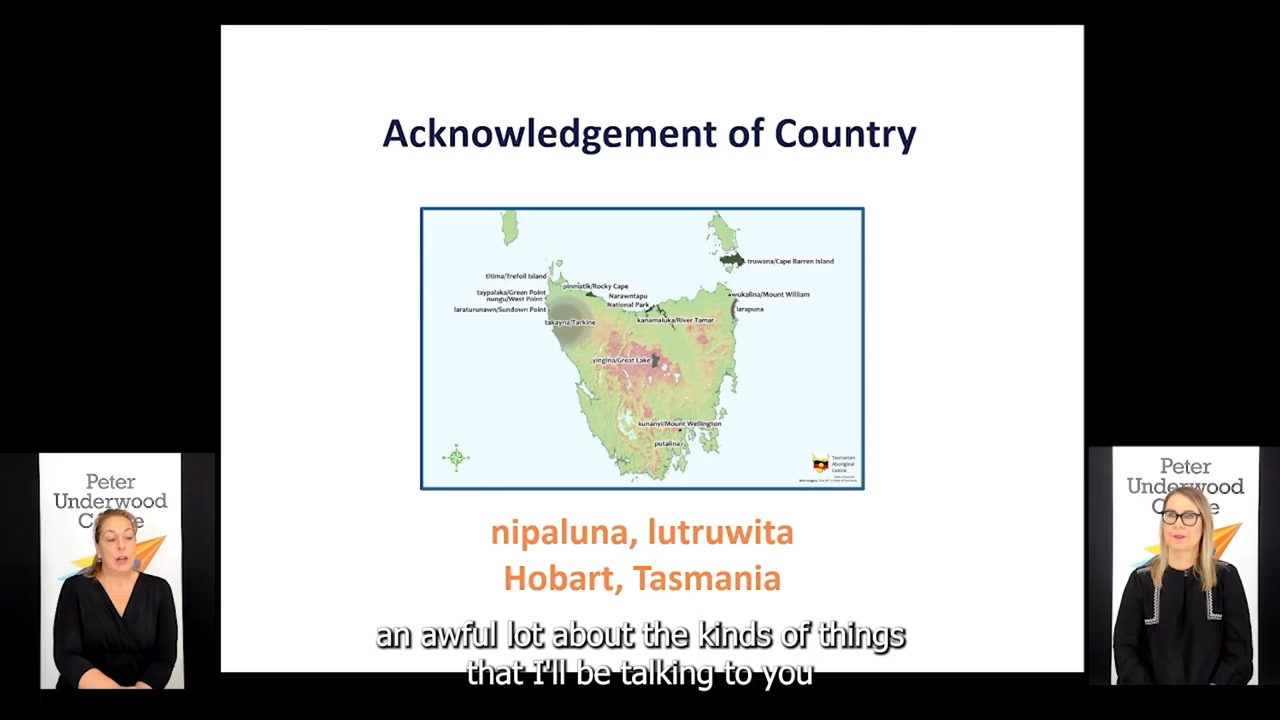 Acknowledgement of Country
truwana/Cape Barren Island
titima/Trefoil Island
pinmatik/Rocky Cape
taypalaka/Green Point
nungu/West Point
Narawntapu
National Park
wukalina/Mount William
laraturunawn/Sundown Point
larapuna
takayna/Tarkine
kanamaluka/River Tamar
yingina/Great Lake
kunanyi/Mount Wellington
putalina
Tasmanian
Aboriginal
Centre
nipaluna, lutruwita
Hobart, Tasmania
Peter
Underwood
Peter
Underwood
an awful lot about the kinds of things
that I'll be talking to you